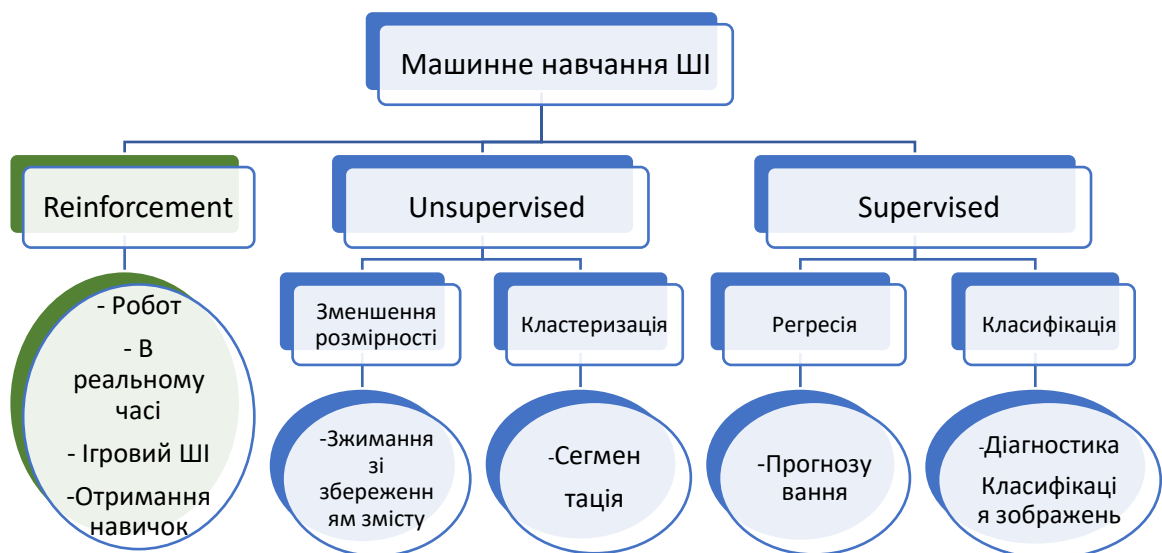 Машинне навчання ШІ
Reinforcement
Unsupervised
Supervised
Зменшення
розмірності
Кластеризація
Регресія
Класифікація
- Робот
- В
реальному
часі
- Ігровий ШІ
-Отримання
навичок
-Зжимання
зі
збереженн
ям змісту
-Сегмен
тація
-Прогнозу
вання
-Діагностика
Класифікаці
я зображень